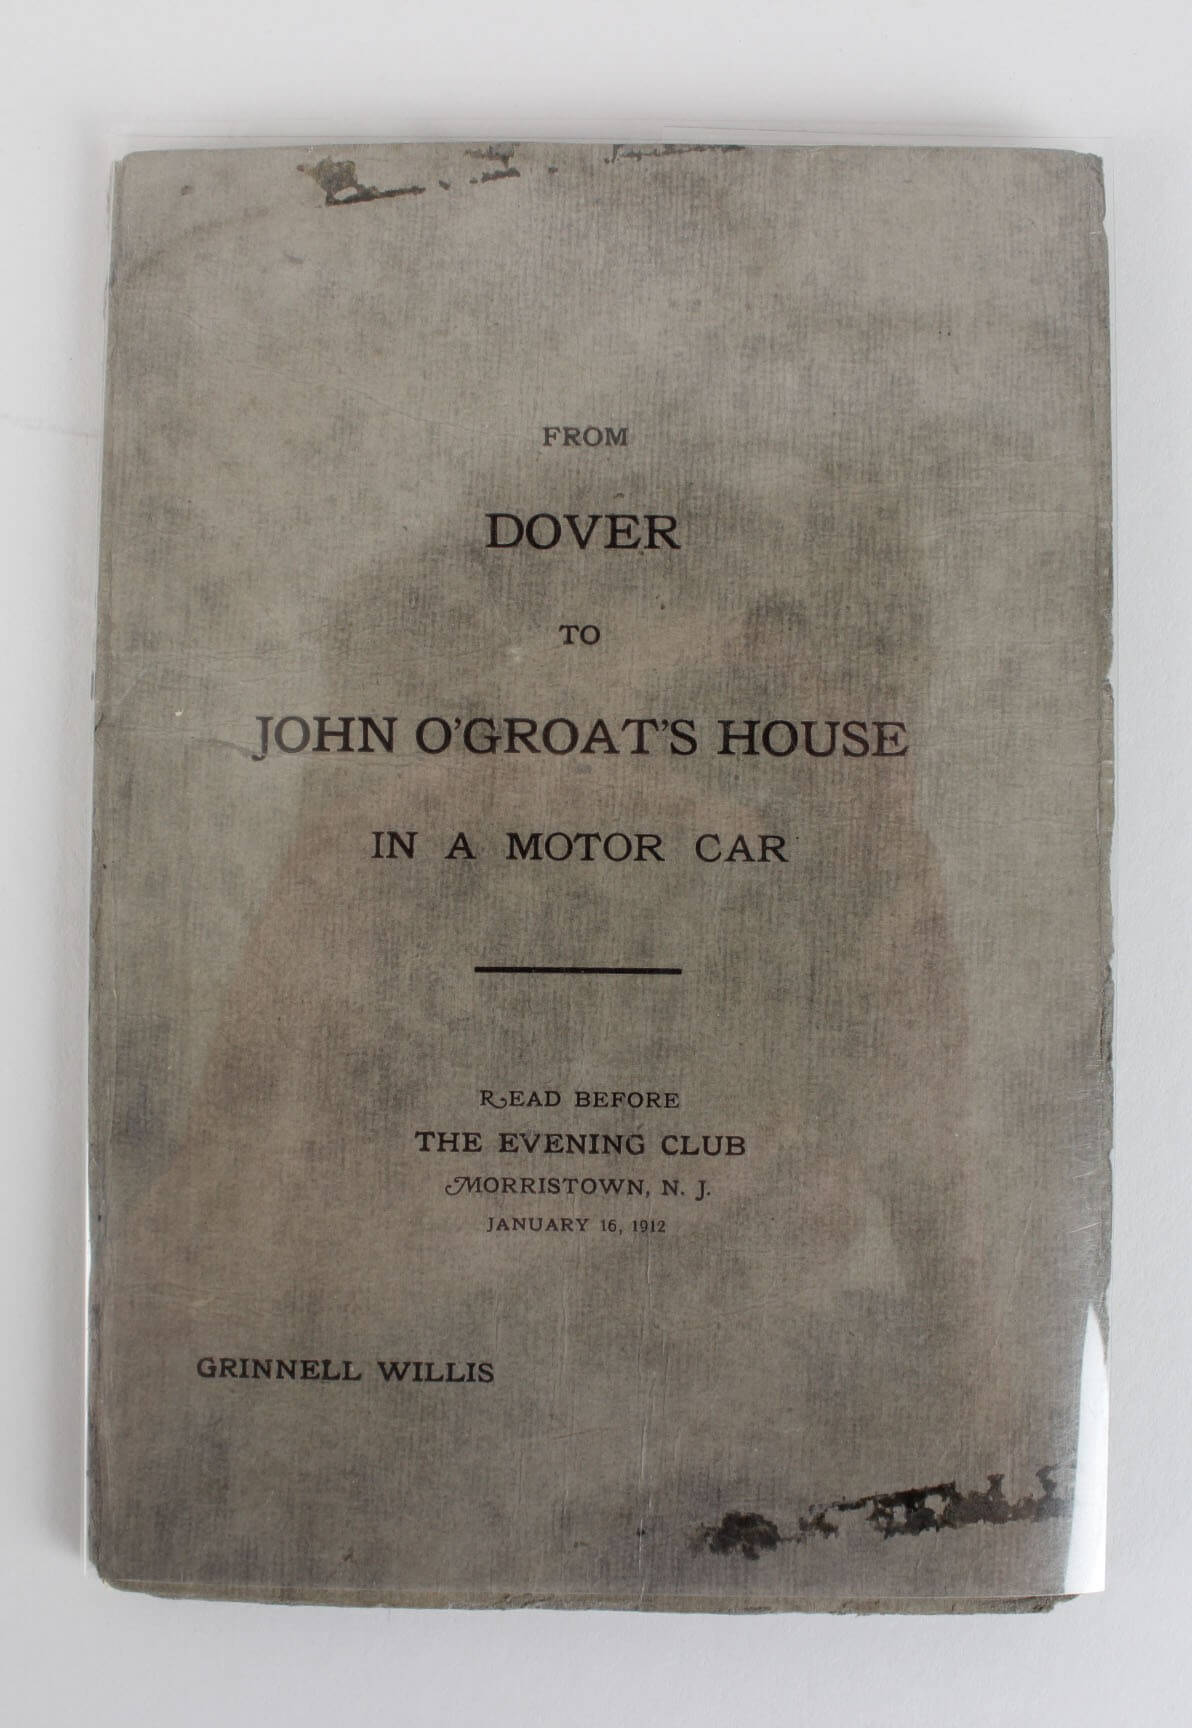 FROM
DOVER
TO
JOHN O'GROAT'S HOUSE
IN A MOTOR CAR
READ BEFORE
THE EVENING CLUB
MORRISTOWN, N. J.
JANUARY 16, 1912
GRINNELL WILLIS